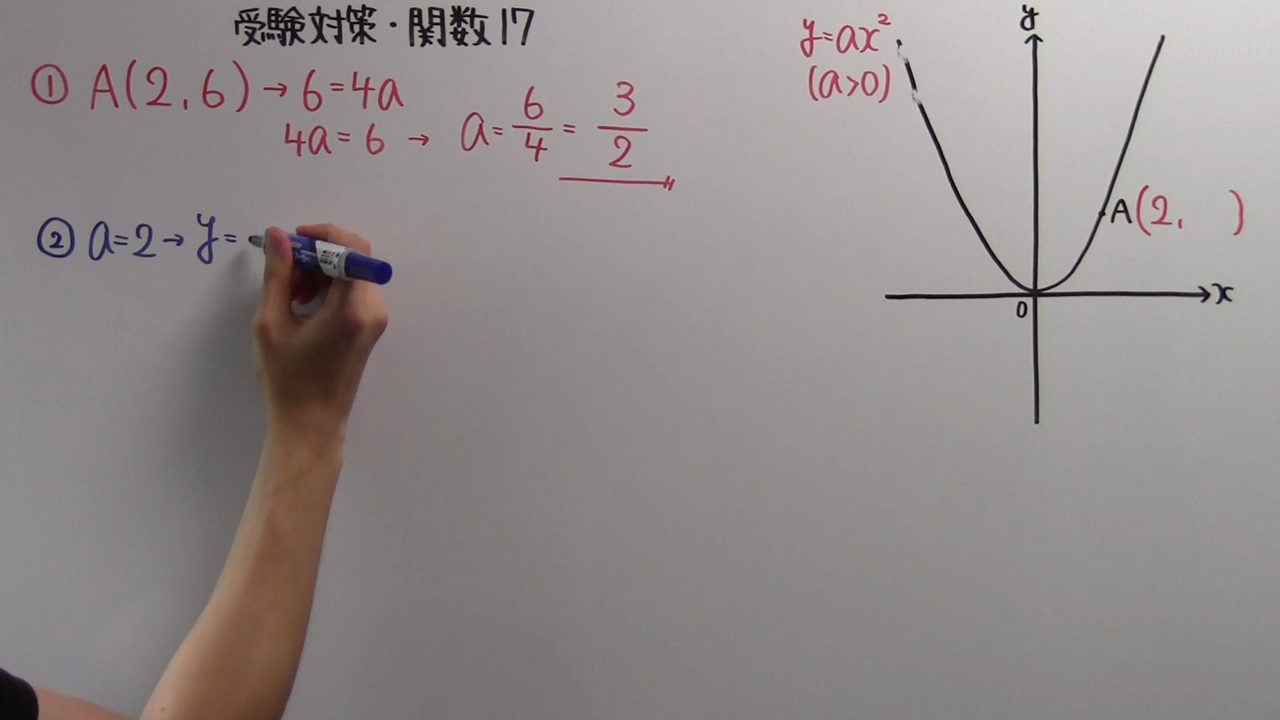 受験対策・関数17
① A(2,6)→6=4a
4a=6 → a=6/4=3/2
② a=2→y=
y=ax²
(a>0)
y
A(2,  )
x
0